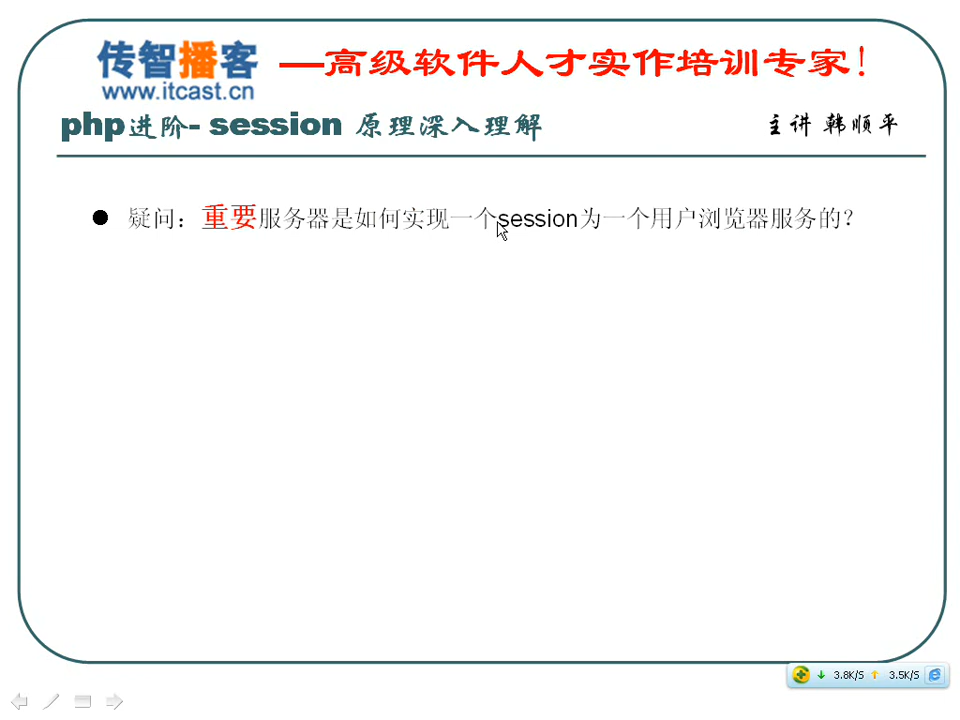 传智播客 —高级软件人才实作培训专家!
www.itcast.cn
php进阶- session 原理深入理解 主讲 韩顺平
● 疑问：重要服务器是如何实现一个session为一个用户浏览器服务的？
3.8K/S 3.5K/S